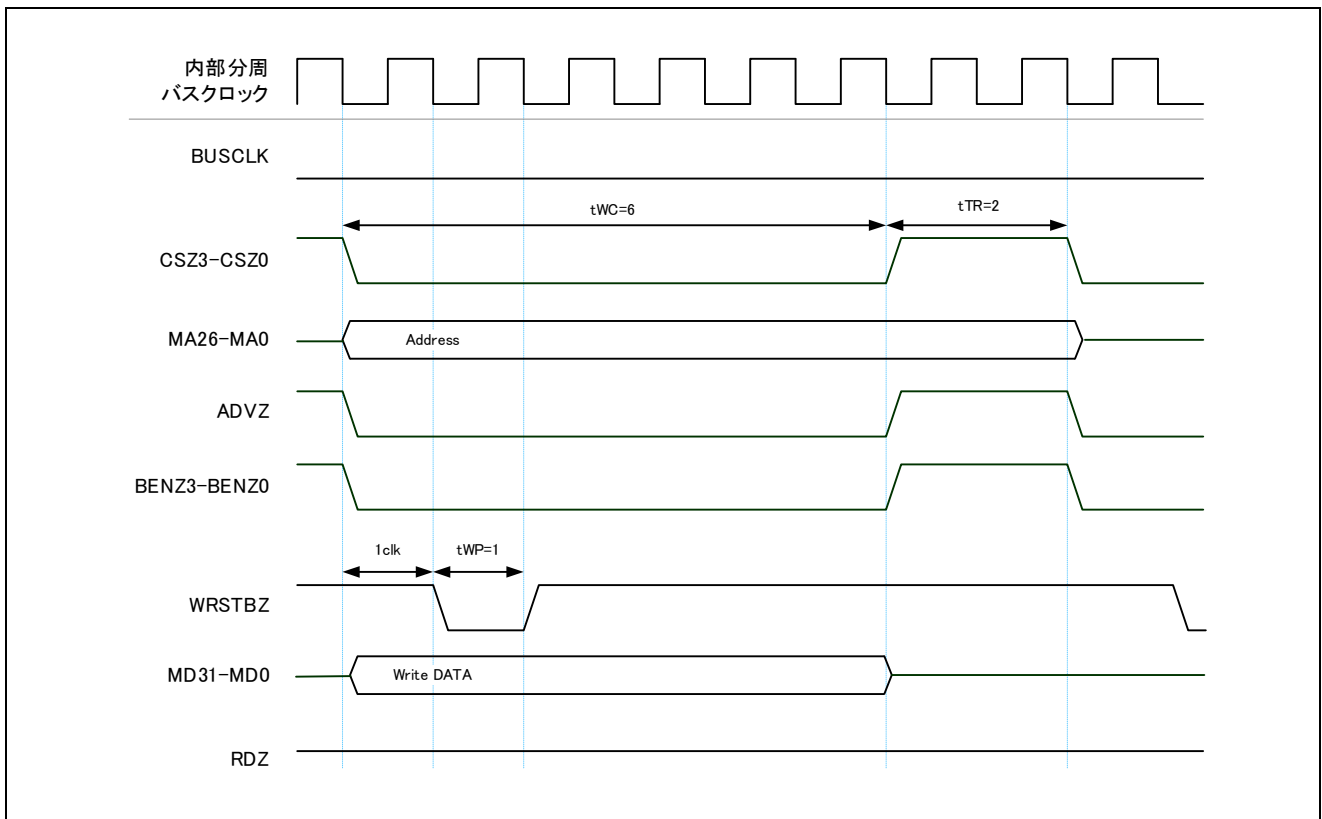 内部分周
バスクロック
BUSCLK
tWC=6
tTR=2
CSZ3-CSZ0
MA26-MA0
Address
ADVZ
BENZ3-BENZ0
1clk
tWP=1
WRSTBZ
MD31-MD0
Write DATA
RDZ